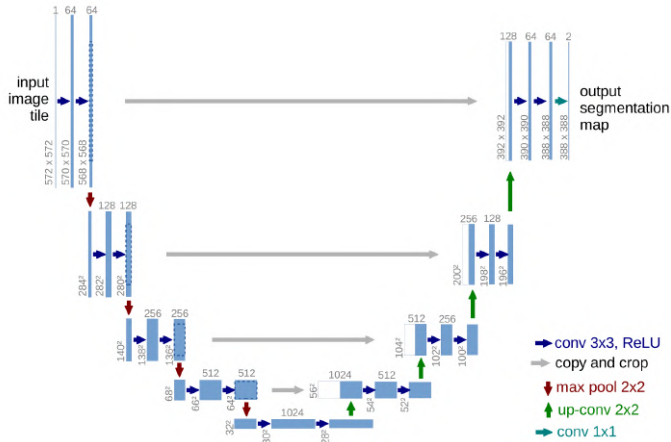 1 64 64
128 64 64 2
input
image
tile
output
segmentation
map
572 x 572
570 x 570
568 x 568
392 x 392
390 x 390
388 x 388
388 x 388
128 128
256 128
284²
282²
280²
200²
198²
196²
256 256
512 256
140²
138²
136²
104²
102²
100²
512 512
1024 512
68²
66²
64²
56²
54²
52²
1024
32²
conv 3x3, ReLU
copy and crop
max pool 2x2
up-conv 2x2
conv 1x1